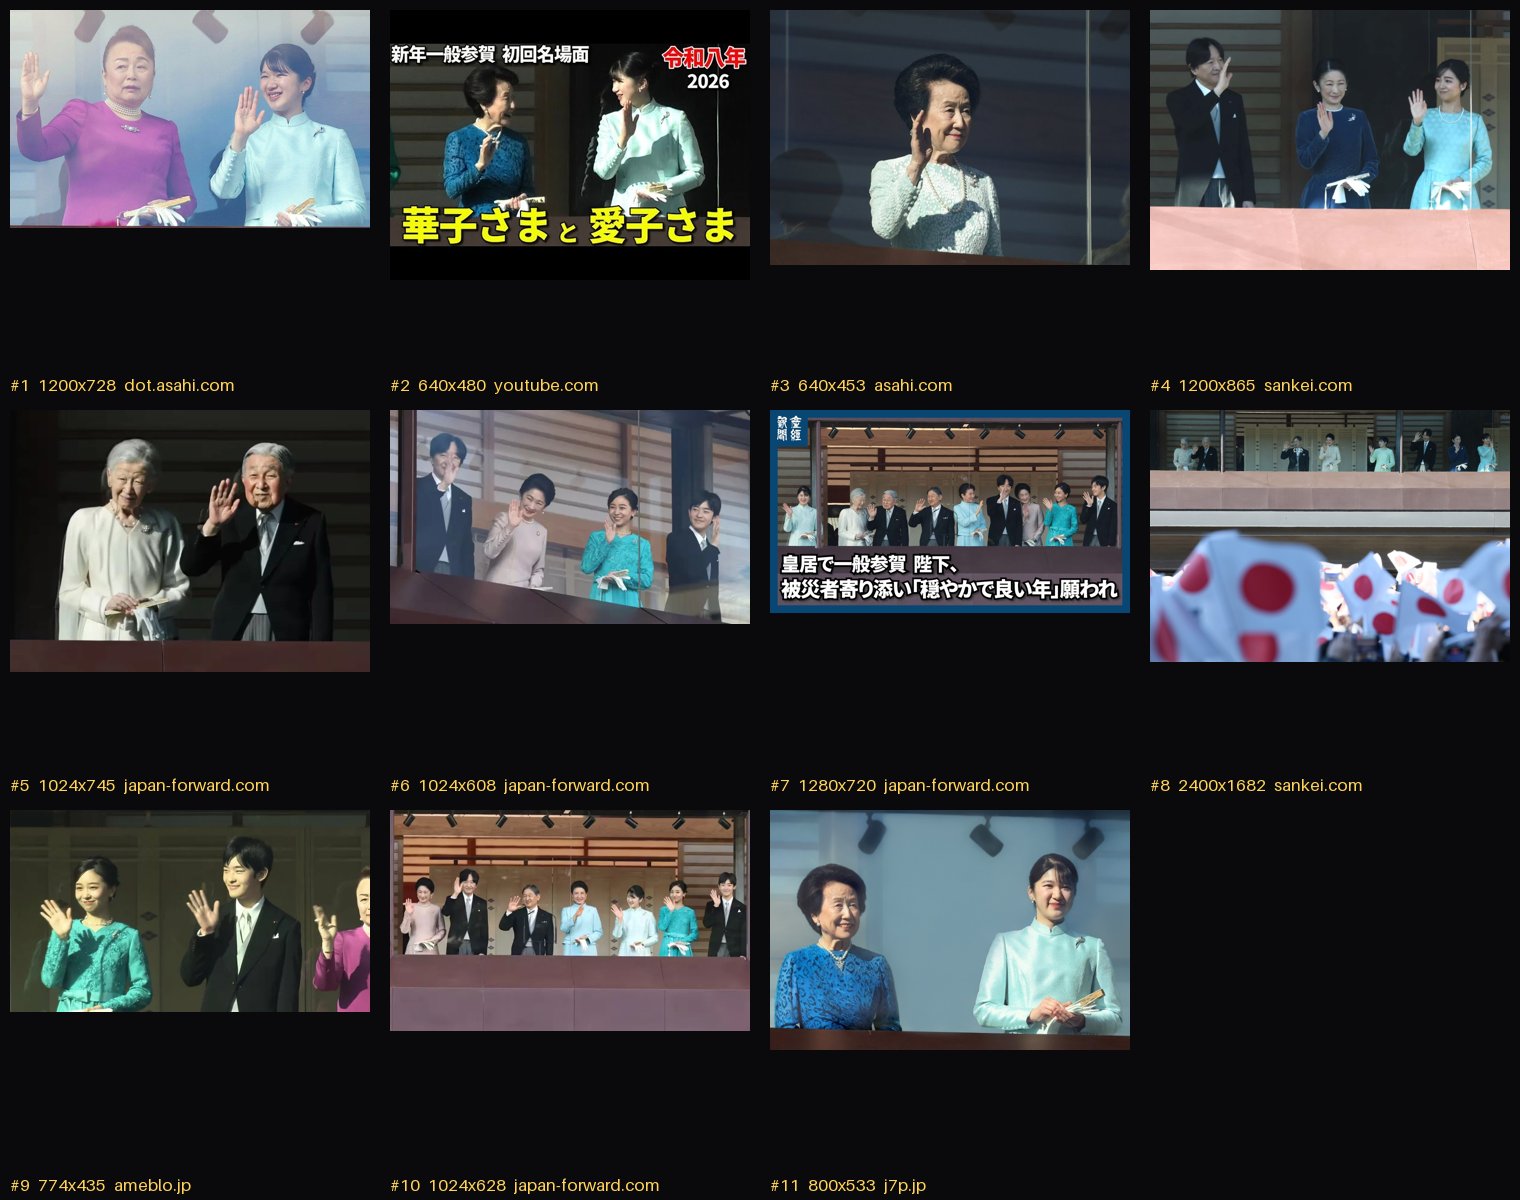 新年一般参賀 初回名場面
令和八年
2026
華子さまと愛子さま
#1 1200x728 dot.asahi.com
#2 640x480 youtube.com
#3 640x453 asahi.com
#4 1200x865 sankei.com
産經
新聞
皇居で一般参賀 陛下、
被災者寄り添い「穏やかで良い年」願われ
#5 1024x745 japan-forward.com
#6 1024x608 japan-forward.com
#7 1280x720 japan-forward.com
#8 2400x1682 sankei.com
#9 774x435 ameblo.jp
#10 1024x628 japan-forward.com
#11 800x533 j7p.jp